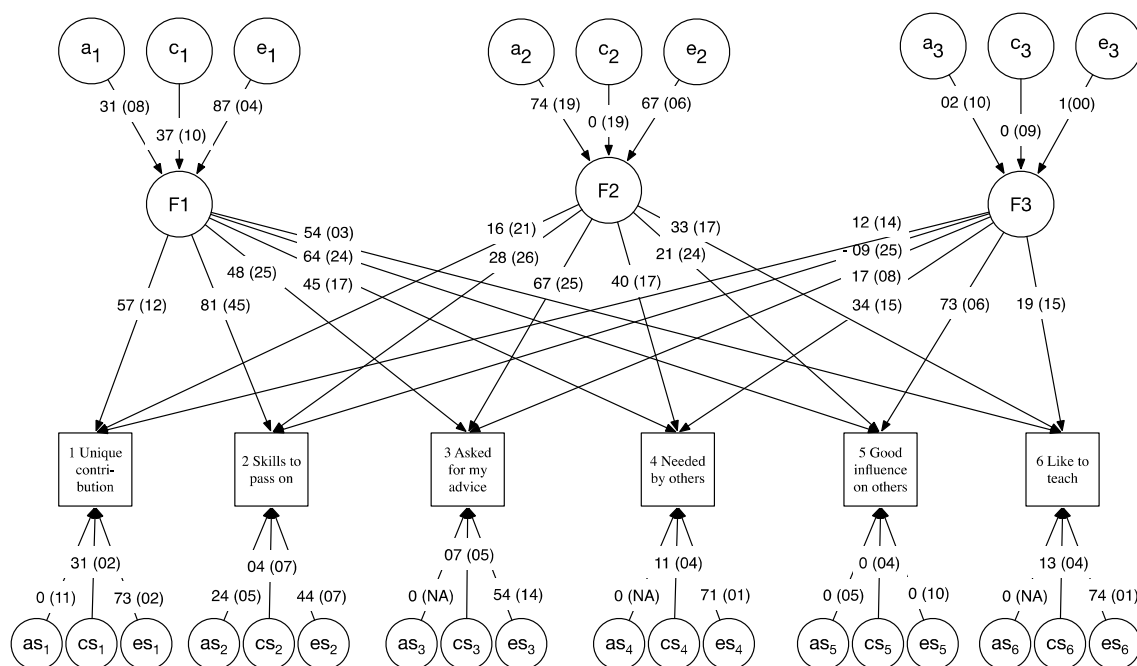 a1 c1 e1 a2 c2 e2 a3 c3 e3
31 (08) 87 (04) 74 (19) 67 (06) 02 (10) 1(00)
37 (10) 0 (19) 0 (09)
F1 F2 F3
54 (03) 16 (21) 33 (17) 12 (14)
64 (24) 28 (26) 21 (24) - 09 (25)
48 (25) 45 (17) 67 (25) 40 (17) 17 (08)
57 (12) 81 (45) 34 (15) 73 (06) 19 (15)
1 Unique
contri-
bution
2 Skills to
pass on
3 Asked
for my
advice
4 Needed
by others
5 Good
influence
on others
6 Like to
teach
31 (02) 04 (07) 07 (05) 11 (04) 0 (04) 13 (04)
0 (11) 73 (02) 24 (05) 44 (07) 0 (NA) 54 (14) 0 (NA) 71 (01) 0 (05) 0 (10) 0 (NA) 74 (01)
as1 cs1 es1 as2 cs2 es2 as3 cs3 es3 as4 cs4 es4 as5 cs5 es5 as6 cs6 es6